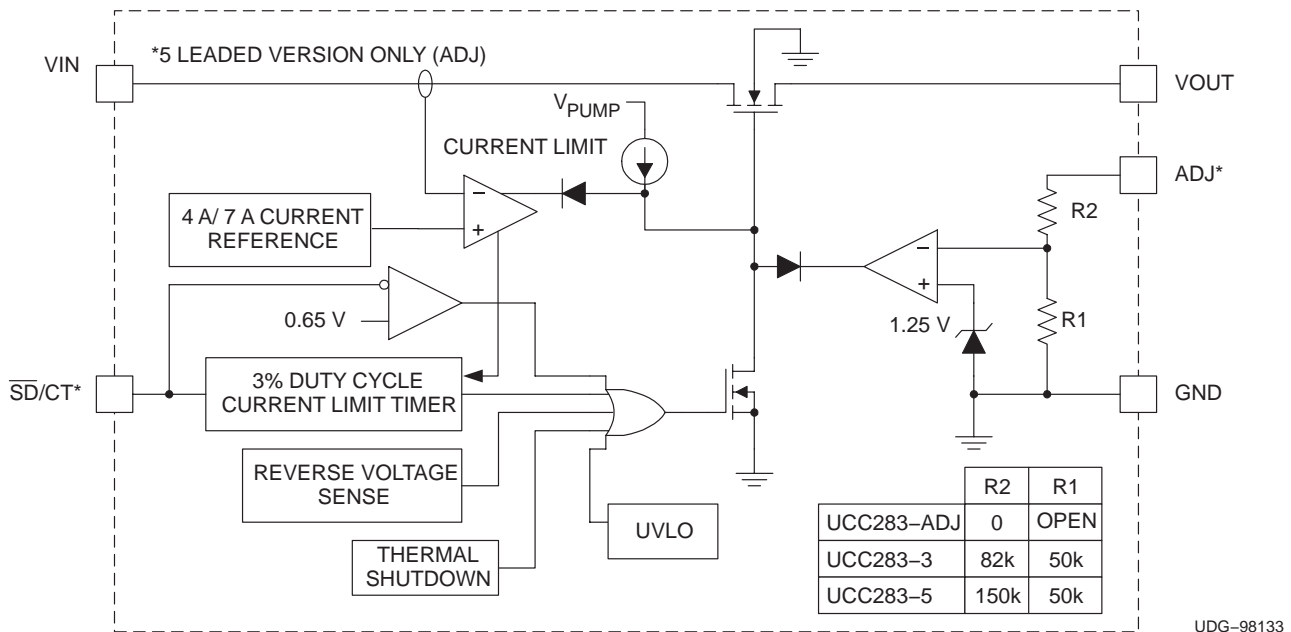 *5 LEADED VERSION ONLY (ADJ)
VIN
VOUT
VPUMP
CURRENT LIMIT
ADJ*
R2
4 A/ 7 A CURRENT
REFERENCE
−
+
−
+
0.65 V
1.25 V
R1
SD/CT*
3% DUTY CYCLE
CURRENT LIMIT TIMER
GND
REVERSE VOLTAGE
SENSE
UVLO
THERMAL
SHUTDOWN
R2 R1
UCC283−ADJ 0 OPEN
UCC283−3 82k 50k
UCC283−5 150k 50k
UDG−98133